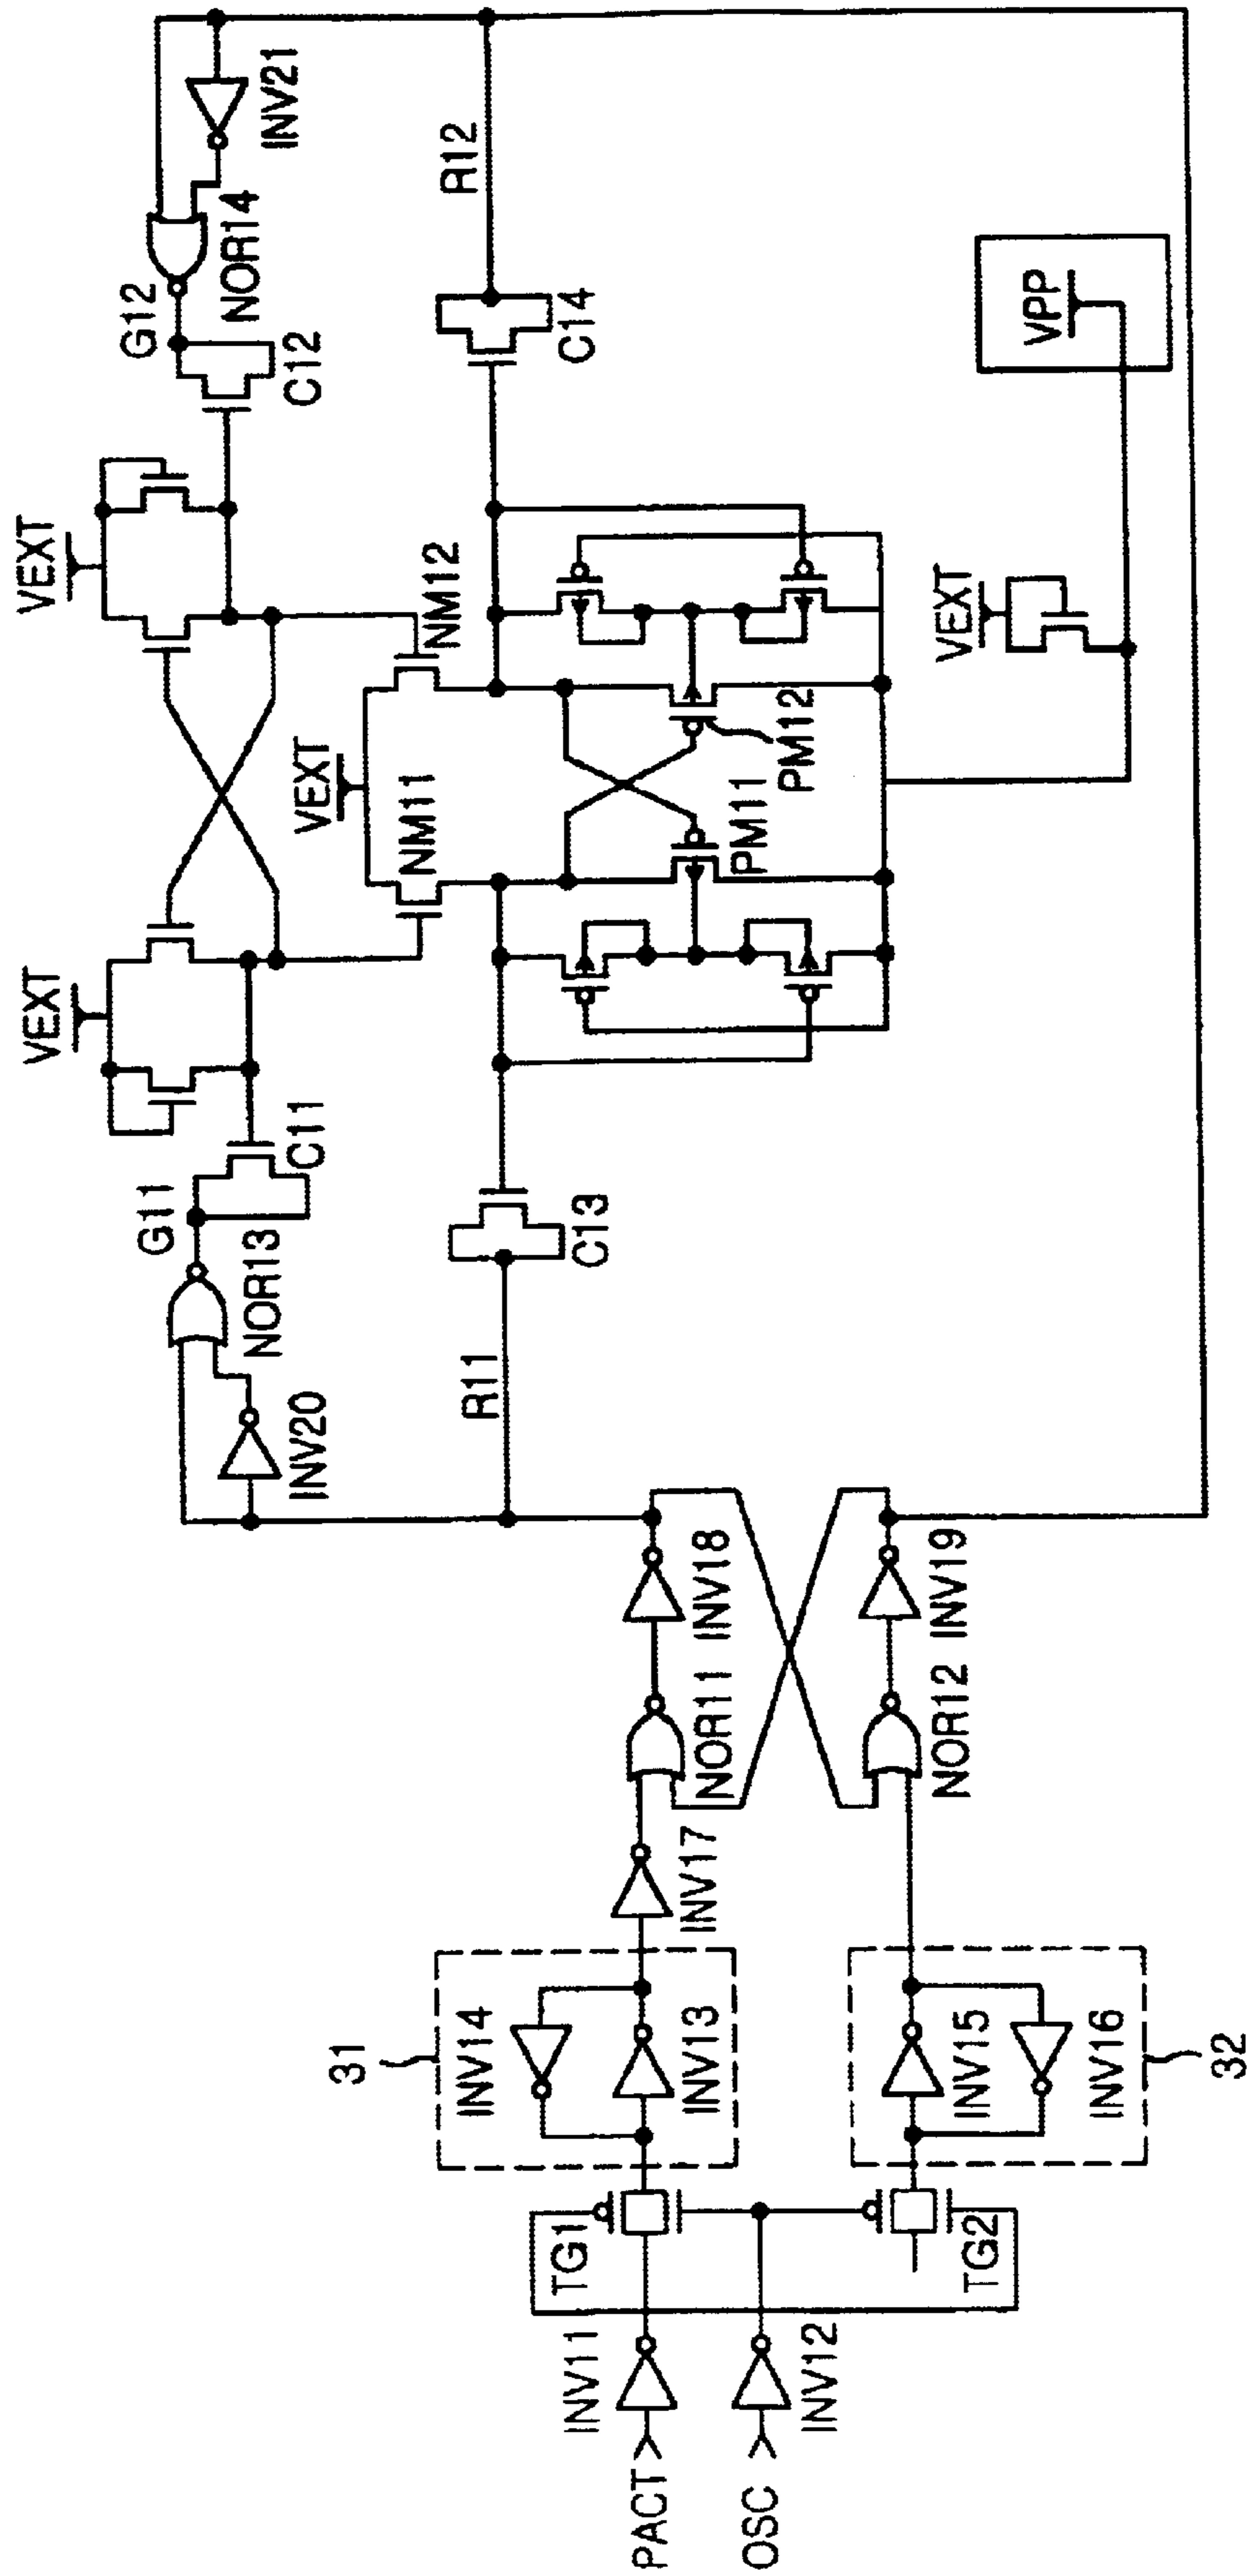 PACT
OSC
INV11
INV12
TG1
TG2
31
INV14
INV13
INV15
INV16
32
INV17
NOR11
INV18
NOR12
INV19
INV20
NOR13
G11
C11
R11
C13
VEXT
VEXT
VEXT
NM11
NM12
PM11
PM12
VEXT
VPP
C12
G12
NOR14
INV21
C14
R12